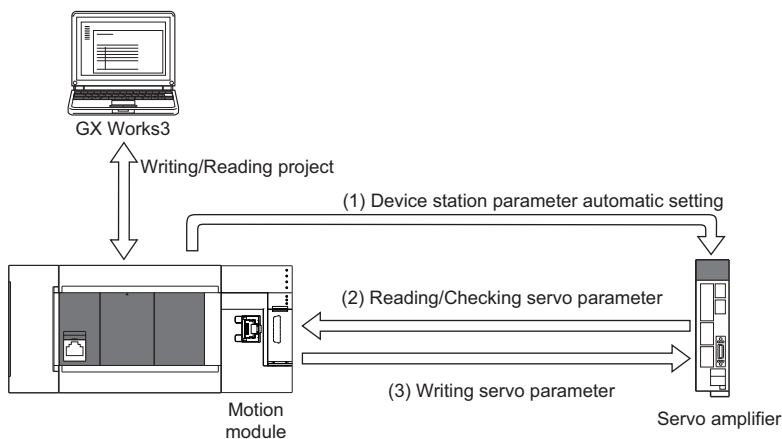 GX Works3
Writing/Reading project
(1) Device station parameter automatic setting
(2) Reading/Checking servo parameter
(3) Writing servo parameter
Motion
module
Servo amplifier